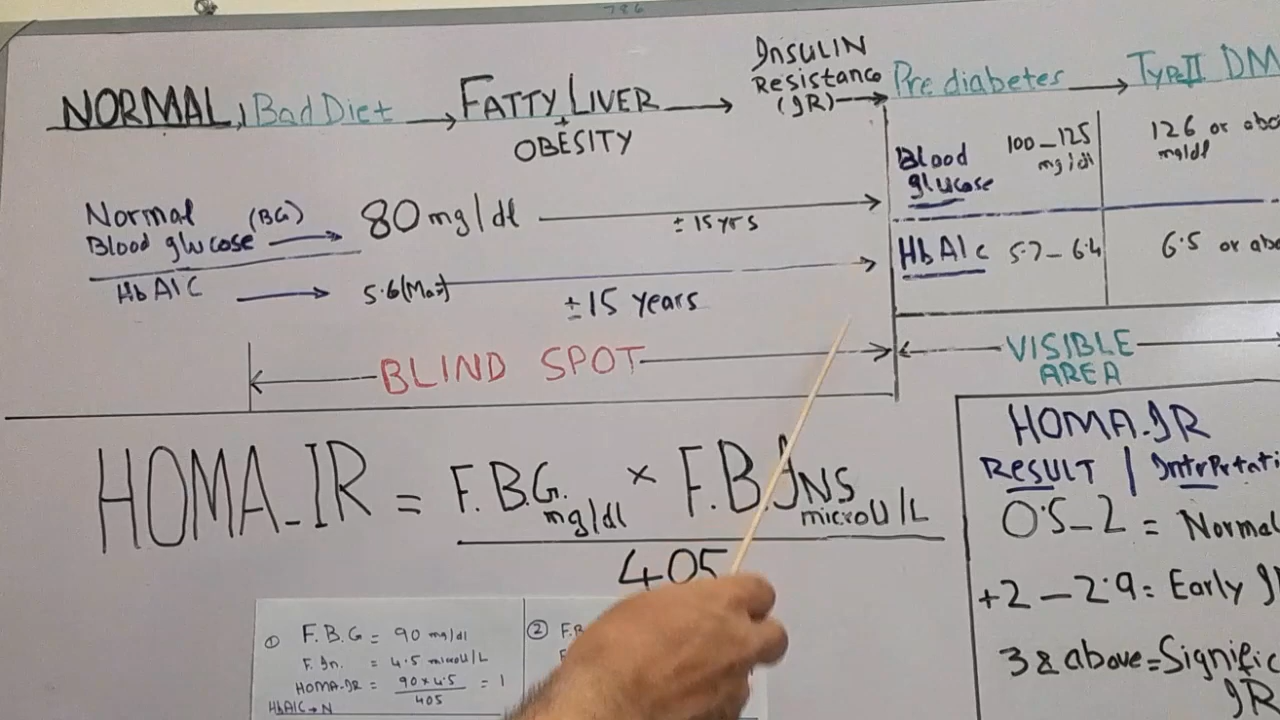 786
NORMAL, Bad Diet → FATTY LIVER → INSULIN Resistance (IR) → Prediabetes → Type II DM
+
OBESITY
Normal Blood glucose (BG) → 80 mg/dl → ± 15 yrs
HbA1C → 5.6 → ± 15 years
Blood glucose 100-125 mg/dl 126 or abo mg/dl
HbA1c 5.7-6.4 6.5 or abo
BLIND SPOT
VISIBLE AREA
HOMA-IR = F.B.G. mg/dl × F.B.INS microU/L
405
HOMA-IR
RESULT | Interpretati
0.5-2 = Normal
+2-2.9 = Early I
3 & above = Signific
IR
① F.B.G = 90 mg/dl
F. In. = 4.5 microU/L
HOMA-IR = 90 x 4.5 / 405 = 1
HbA1C → N
② F.B
F